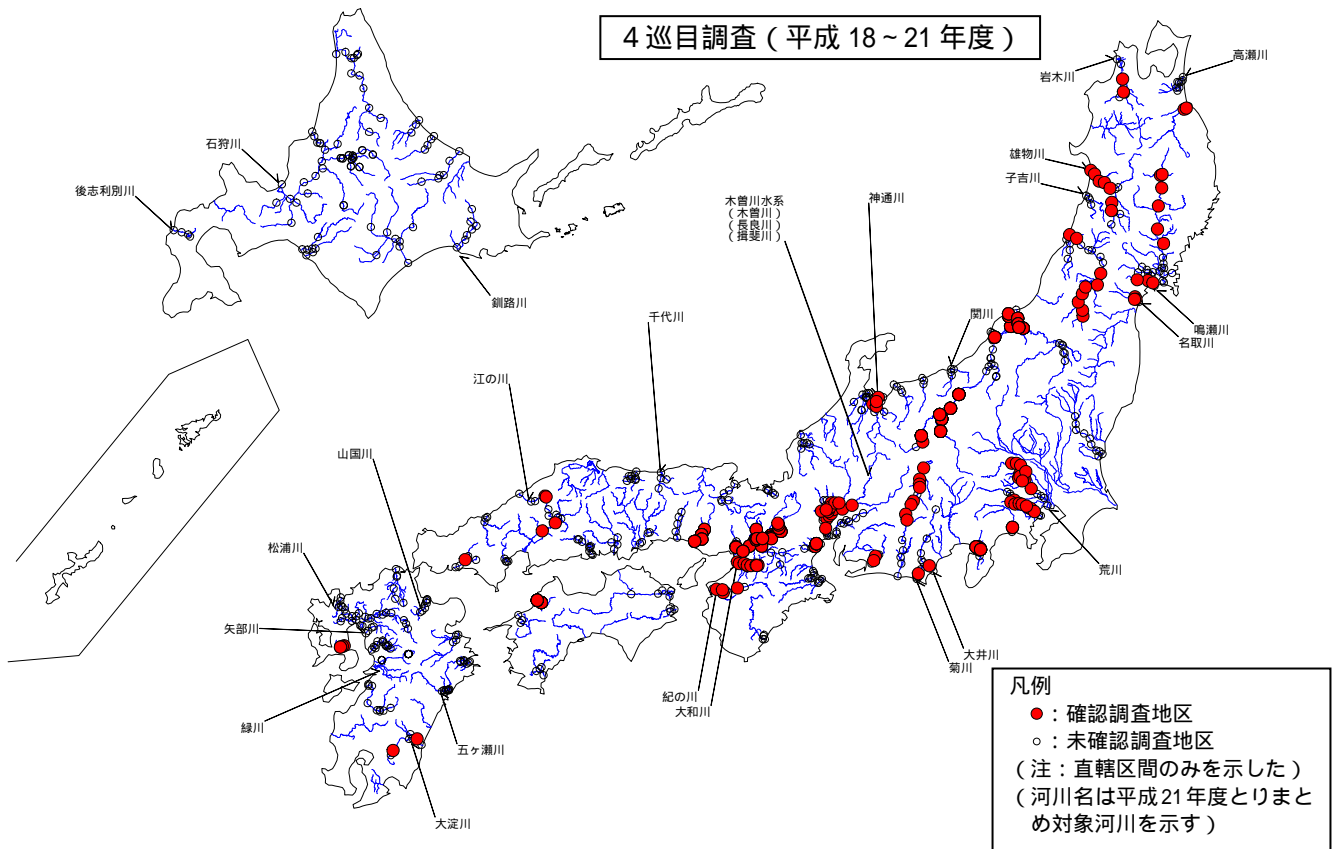 4巡目調査(平成 18~21 年度)
岩木川
高瀬川
石狩川
後志利別川
雄物川
子吉川
木曽川水系
(木曽川)
(長良川)
(揖斐川)
神通川
釧路川
千代川
関川
鳴瀬川
名取川
江の川
山国川
松浦川
矢部川
荒川
大井川
菊川
紀の川
大和川
緑川
五ヶ瀬川
大淀川
凡例
:確認調査地区
:未確認調査地区
(注:直轄区間のみを示した)
(河川名は平成21年度とりまと
め対象河川を示す)